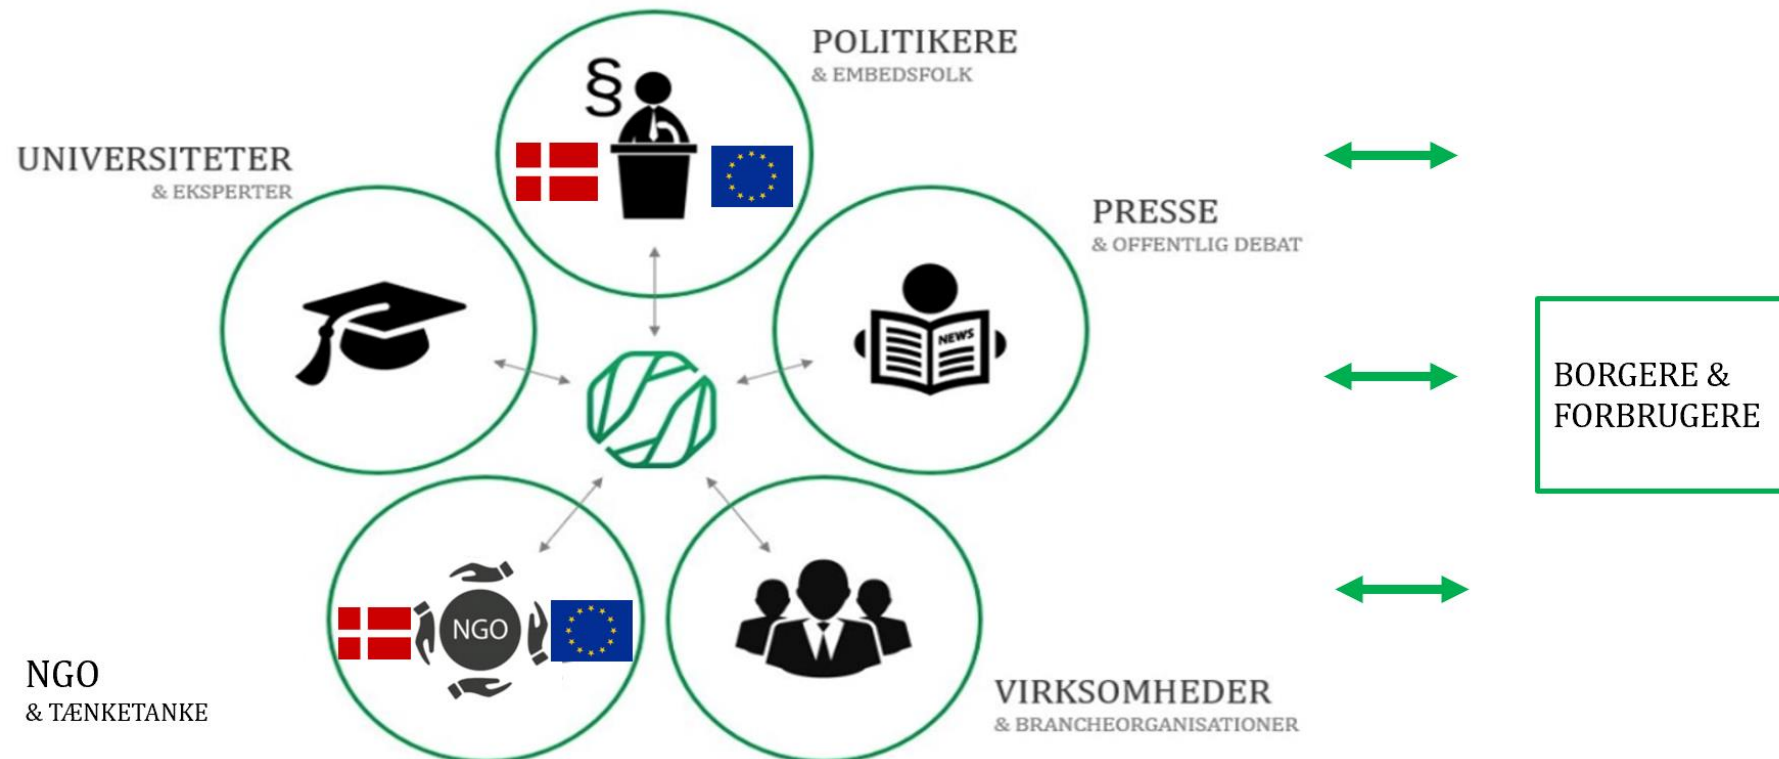 POLITIKERE
& EMBEDSFOLK
§
UNIVERSITETER
& EKSPERTER
PRESSE
& OFFENTLIG DEBAT
NEWS
BORGERE &
FORBRUGERE
NGO
NGO
& TÆNKETANKE
VIRKSOMHEDER
& BRANCHEORGANISATIONER